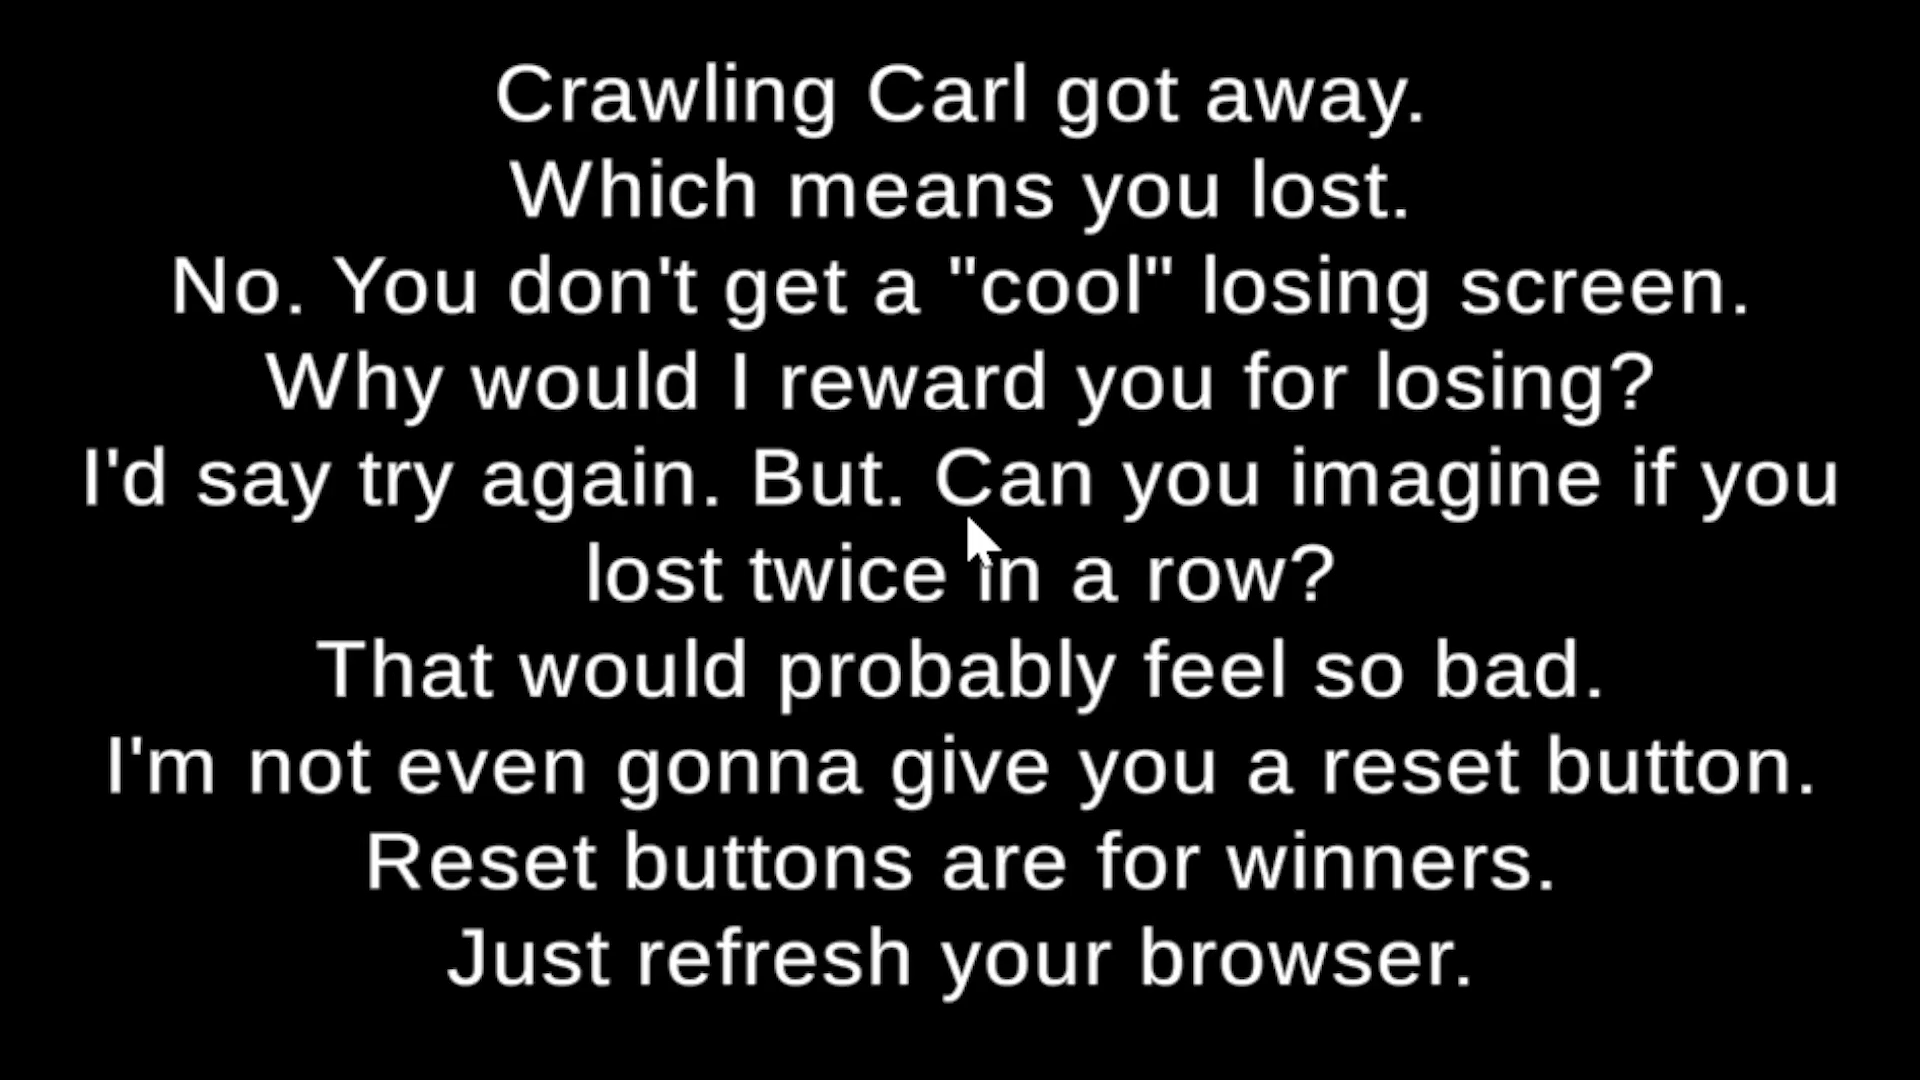 Crawling Carl got away.
Which means you lost.
No. You don't get a "cool" losing screen.
Why would I reward you for losing?
I'd say try again. But. Can you imagine if you
lost twice in a row?
That would probably feel so bad.
I'm not even gonna give you a reset button.
Reset buttons are for winners.
Just refresh your browser.